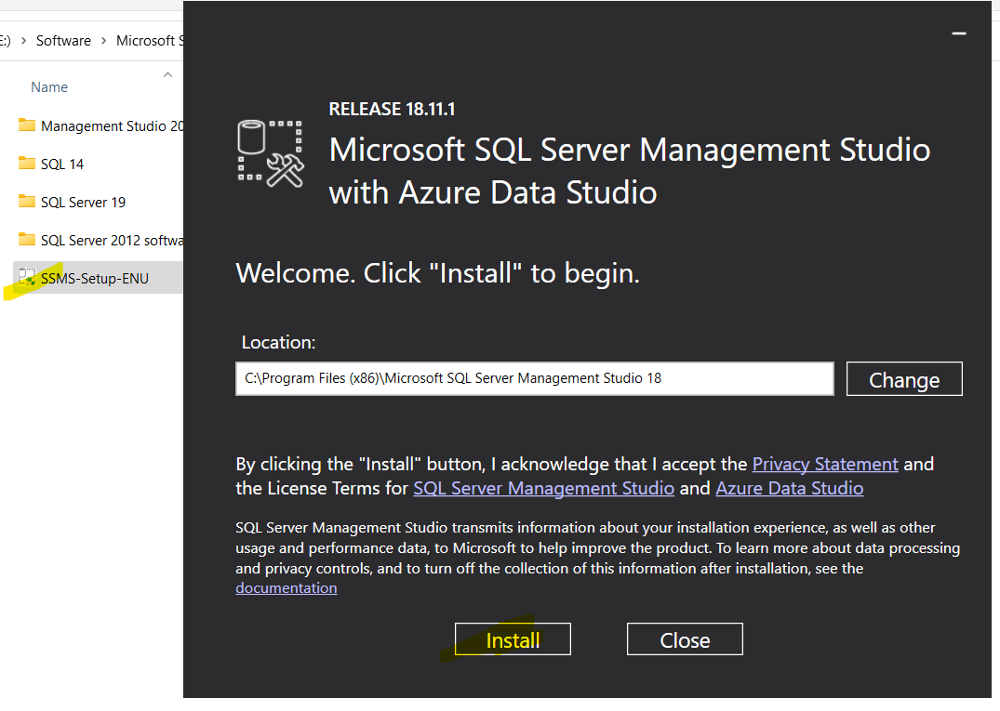 E:) > Software > Microsoft S
Name
Management Studio 20
SQL 14
SQL Server 19
SQL Server 2012 softwa
SSMS-Setup-ENU
RELEASE 18.11.1
Microsoft SQL Server Management Studio
with Azure Data Studio
Welcome. Click "Install" to begin.
Location:
C:\Program Files (x86)\Microsoft SQL Server Management Studio 18
Change
By clicking the "Install" button, I acknowledge that I accept the Privacy Statement and
the License Terms for SQL Server Management Studio and Azure Data Studio
SQL Server Management Studio transmits information about your installation experience, as well as other
usage and performance data, to Microsoft to help improve the product. To learn more about data processing
and privacy controls, and to turn off the collection of this information after installation, see the
documentation
Install
Close